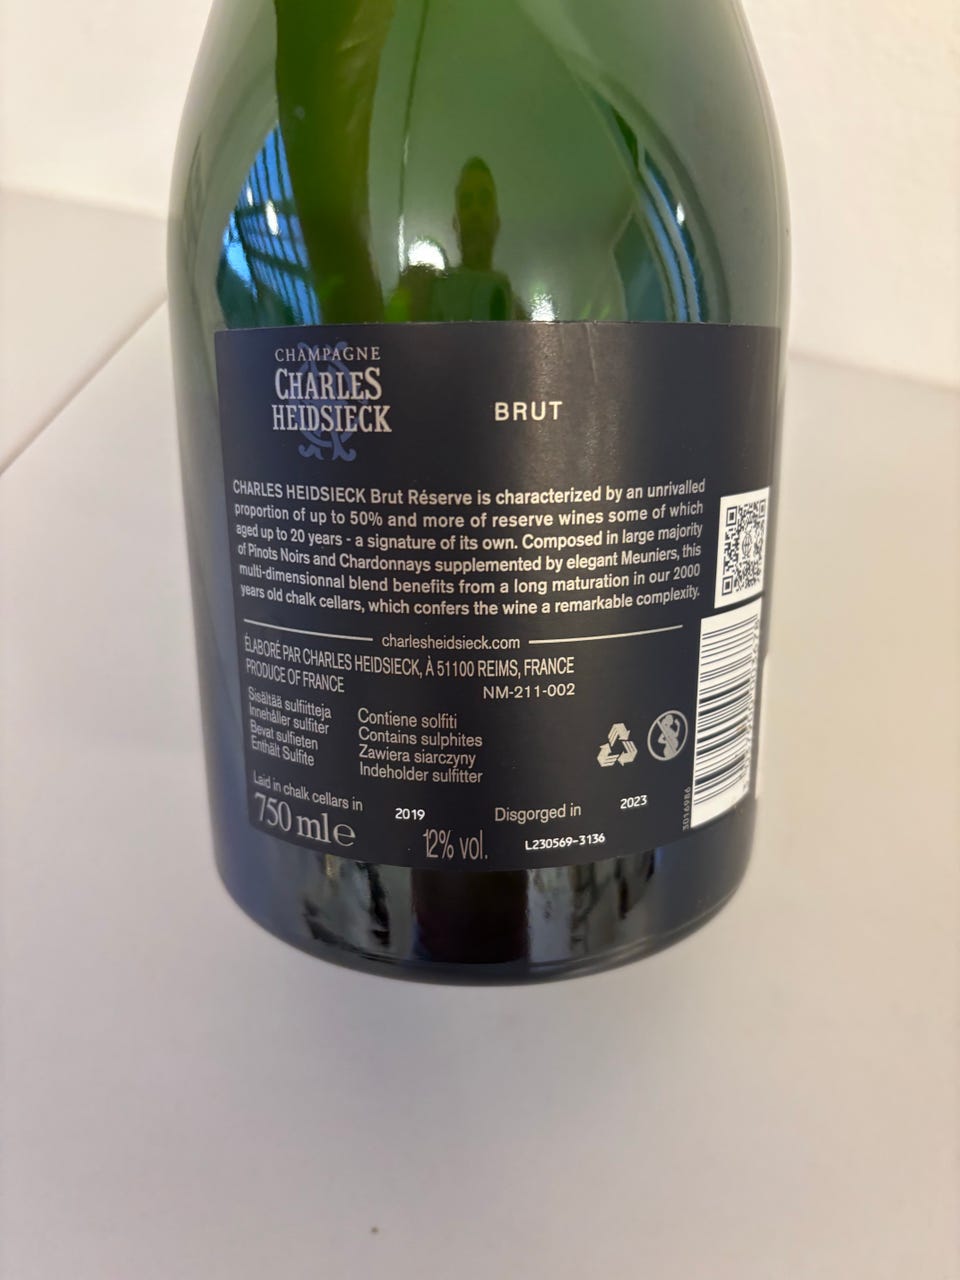 CHAMPAGNE
CHARLES
HEIDSIECK
BRUT
CHARLES HEIDSIECK Brut Réserve is characterized by an unrivalled
proportion of up to 50% and more of reserve wines some of which
aged up to 20 years - a signature of its own. Composed in large majority
of Pinots Noirs and Chardonnays supplemented by elegant Meuniers, this
multi-dimensionnal blend benefits from a long maturation in our 2000
years old chalk cellars, which confers the wine a remarkable complexity.
charlesheidsieck.com
ÉLABORÉ PAR CHARLES HEIDSIECK, À 51100 REIMS, FRANCE
PRODUCE OF FRANCE
NM-211-002
Sisältää sulfiitteja
Innehåller sulfiter
Bevat sulfieten
Enthält Sulfite
Contiene solfiti
Contains sulphites
Zawiera siarczyny
Indeholder sulfitter
Laid in chalk cellars in 2019
Disgorged in 2023
750 ml e
12% vol.
L230569-3136
3016986